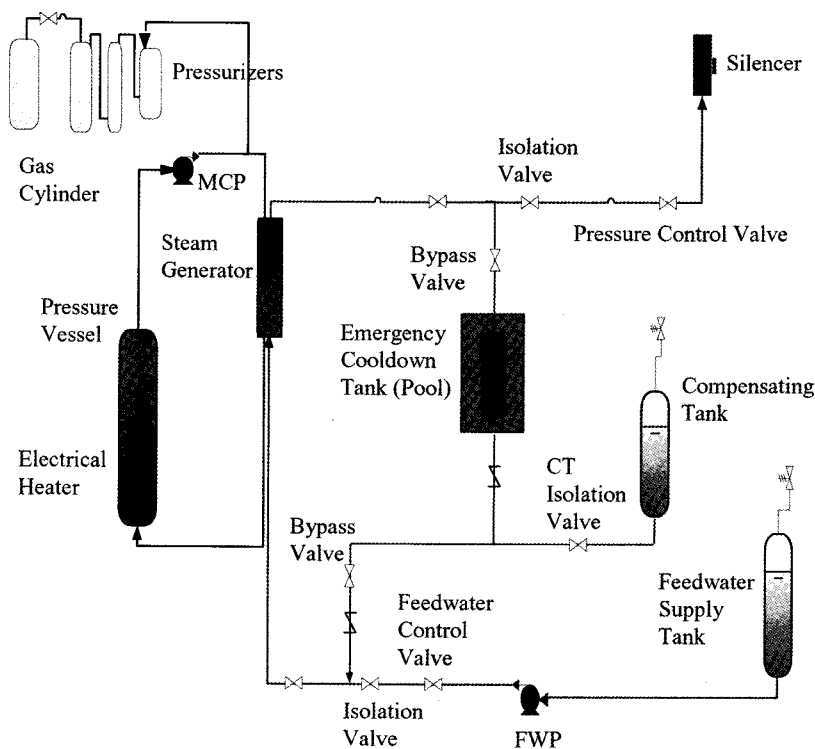 Pressurizers
Silencer
Gas
Cylinder
MCP
Isolation
Valve
Steam
Generator
Pressure Control Valve
Bypass
Valve
Pressure
Vessel
Emergency
Cooldown
Tank (Pool)
Compensating
Tank
Electrical
Heater
CT
Isolation
Valve
Bypass
Valve
Feedwater
Control
Valve
Feedwater
Supply
Tank
Isolation
Valve
FWP